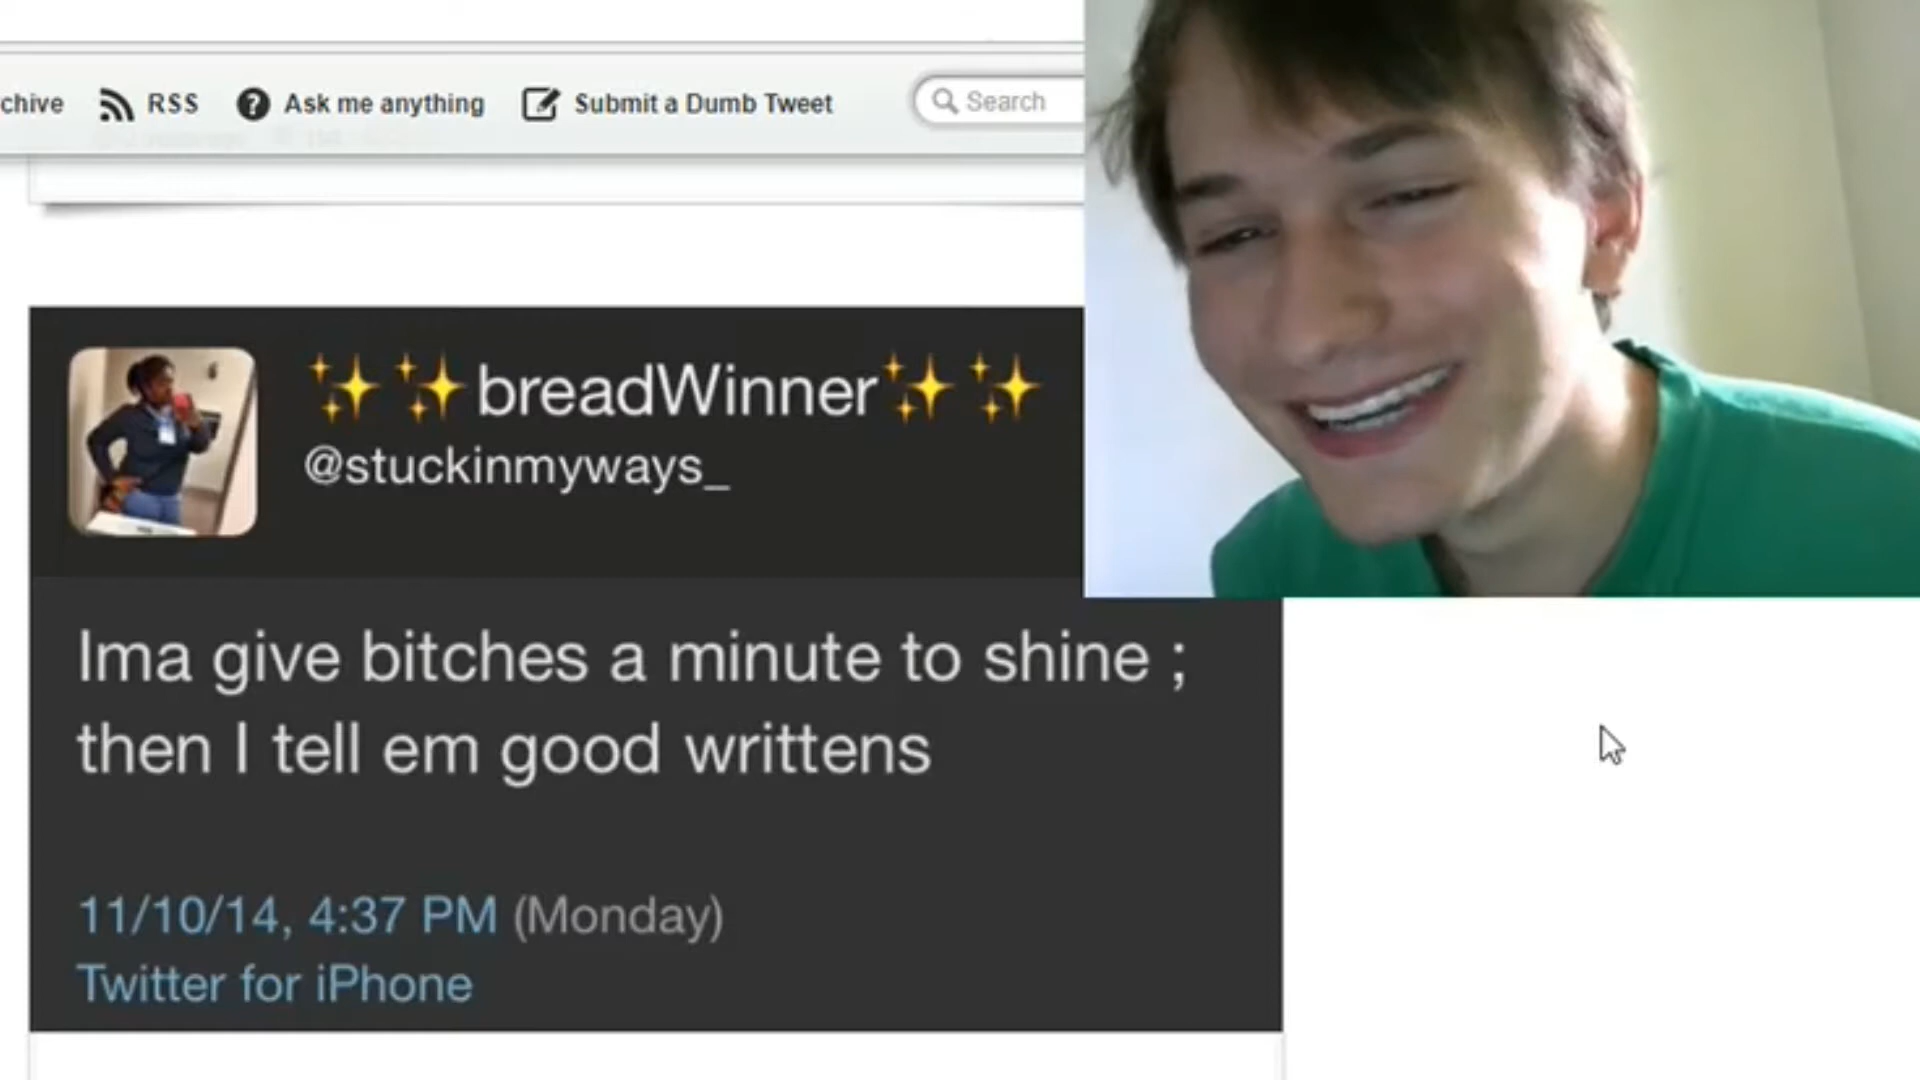 chive RSS Ask me anything Submit a Dumb Tweet Search
✨✨breadWinner✨✨
@stuckinmyways_
Ima give bitches a minute to shine ;
then I tell em good writtens
11/10/14, 4:37 PM (Monday)
Twitter for iPhone